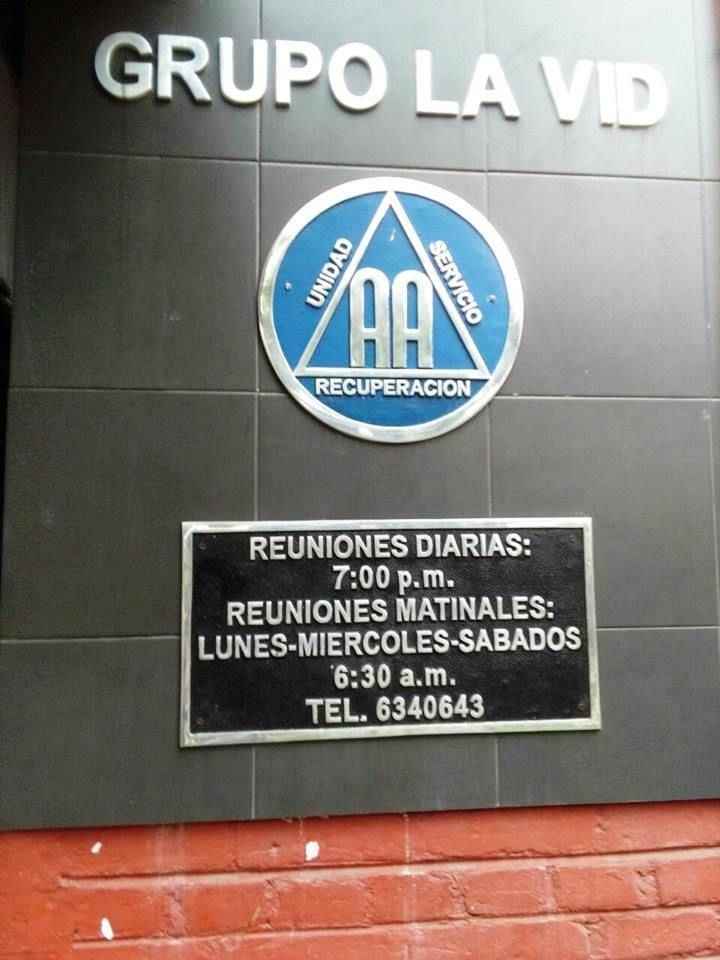 GRUPO LA VID
UNIDAD
SERVICIO
AA
RECUPERACION
REUNIONES DIARIAS:
7:00 p.m.
REUNIONES MATINALES:
LUNES-MIERCOLES-SABADOS
6:30 a.m.
TEL. 6340643